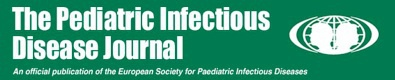 The Pediatric Infectious
Disease Journal
An official publication of the European Society for Paediatric Infectious Diseases